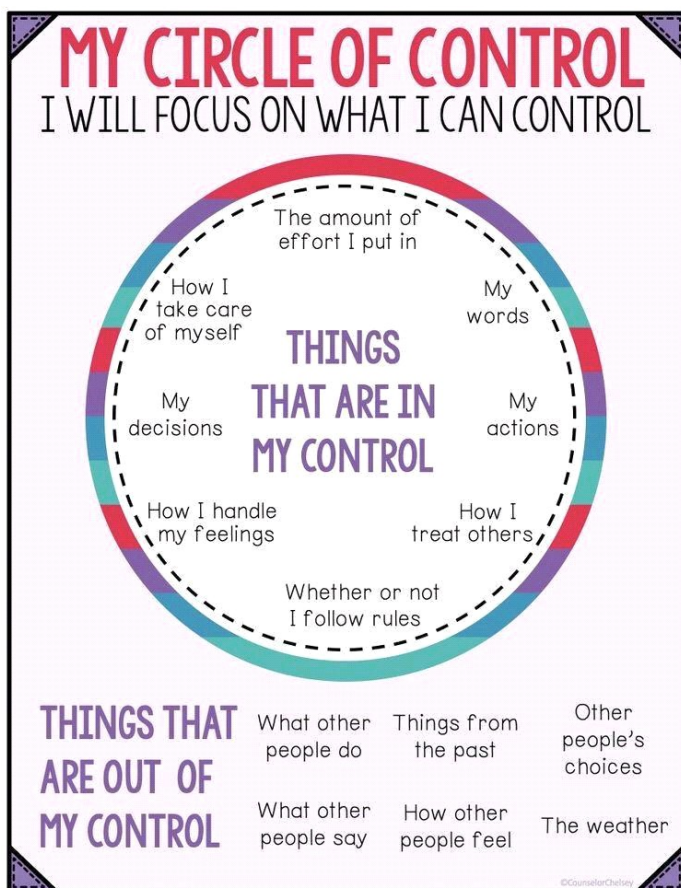 MY CIRCLE OF CONTROL
I WILL FOCUS ON WHAT I CAN CONTROL
The amount of
effort I put in
How I
take care
of myself
My
words
THINGS
THAT ARE IN
MY CONTROL
My
decisions
My
actions
How I handle
my feelings
How I
treat others
Whether or not
I follow rules
THINGS THAT
ARE OUT OF
MY CONTROL
What other
people do
Things from
the past
Other
people's
choices
What other
people say
How other
people feel
The weather
©CounselorChelsey